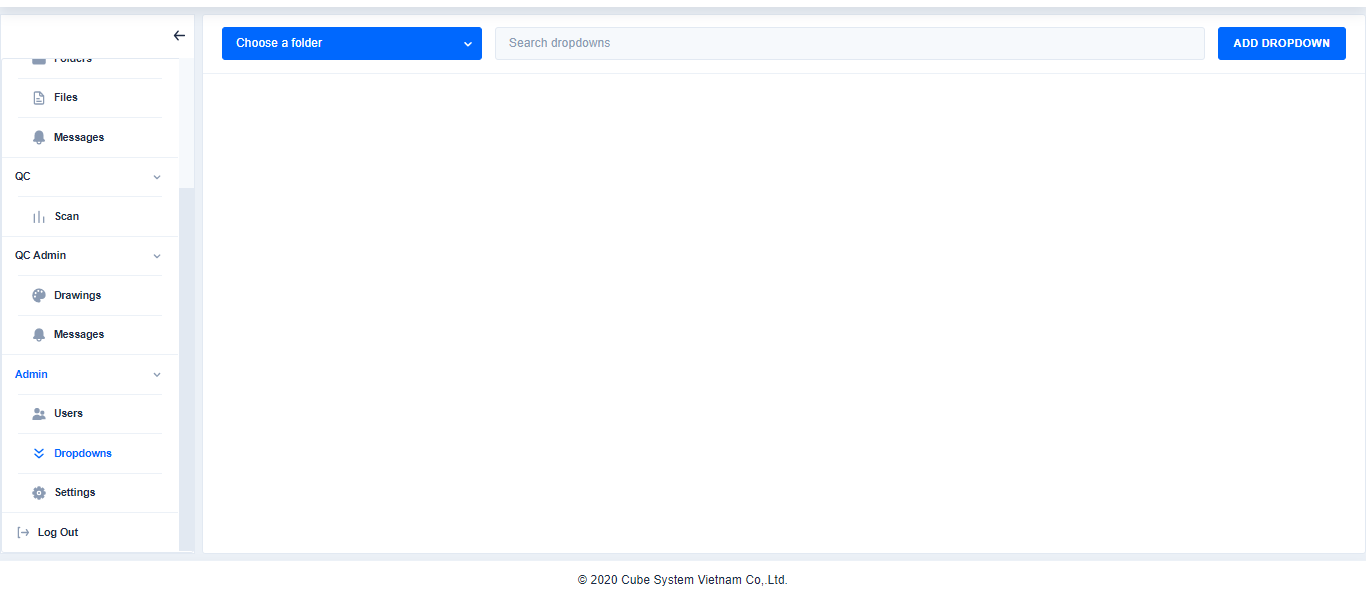 Choose a folder
Search dropdowns
ADD DROPDOWN
Folders
Files
Messages
QC
Scan
QC Admin
Drawings
Messages
Admin
Users
Dropdowns
Settings
Log Out
© 2020 Cube System Vietnam Co,.Ltd.